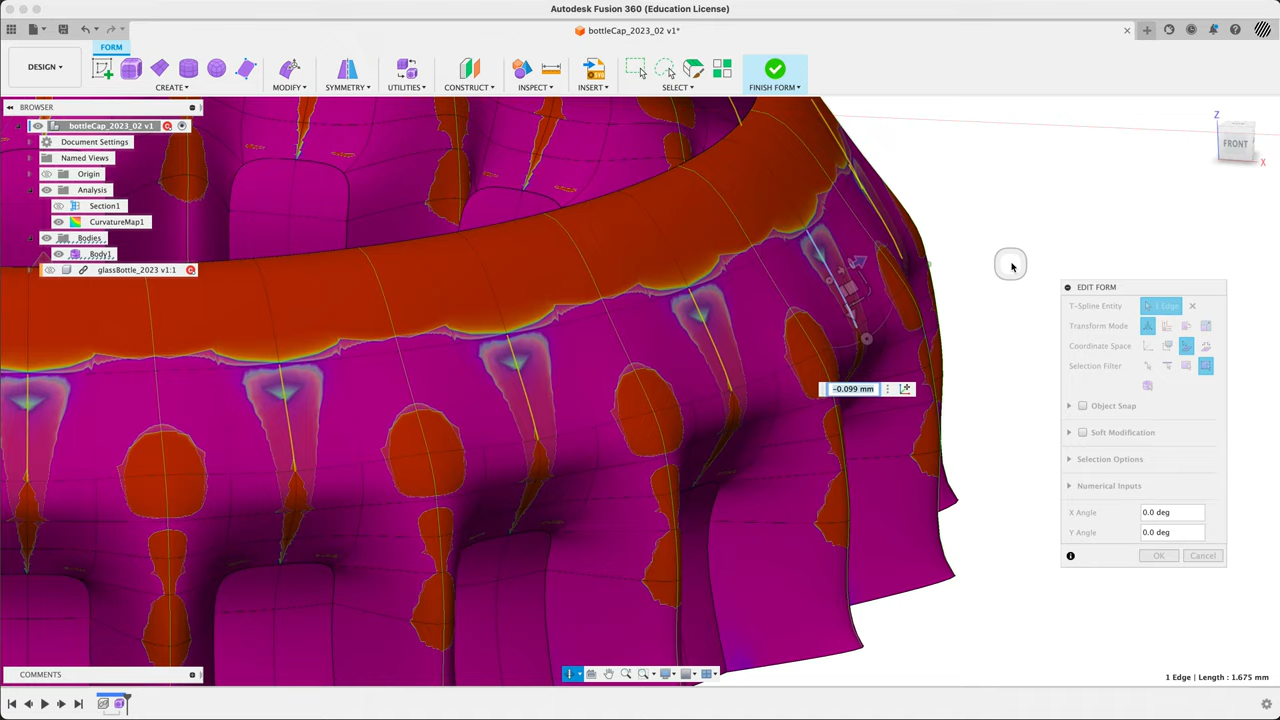 Autodesk Fusion 360 (Education License)
bottleCap_2023_02 v1*
DESIGN
FORM
CREATE
MODIFY
SYMMETRY
UTILITIES
CONSTRUCT
INSPECT
INSERT
SELECT
FINISH FORM
BROWSER
bottleCap_2023_02 v1
Document Settings
Named Views
Origin
Analysis
Section1
CurvatureMap1
Bodies
Body1
glassBottle_2023 v1:1
Z
FRONT
X
EDIT FORM
T-Spline Entity
1 Edge
Transform Mode
Coordinate Space
Selection Filter
Object Snap
Soft Modification
Selection Options
Numerical Inputs
X Angle
0.0 deg
Y Angle
0.0 deg
OK
Cancel
-0.099 mm
COMMENTS
1 Edge | Length : 1.675 mm